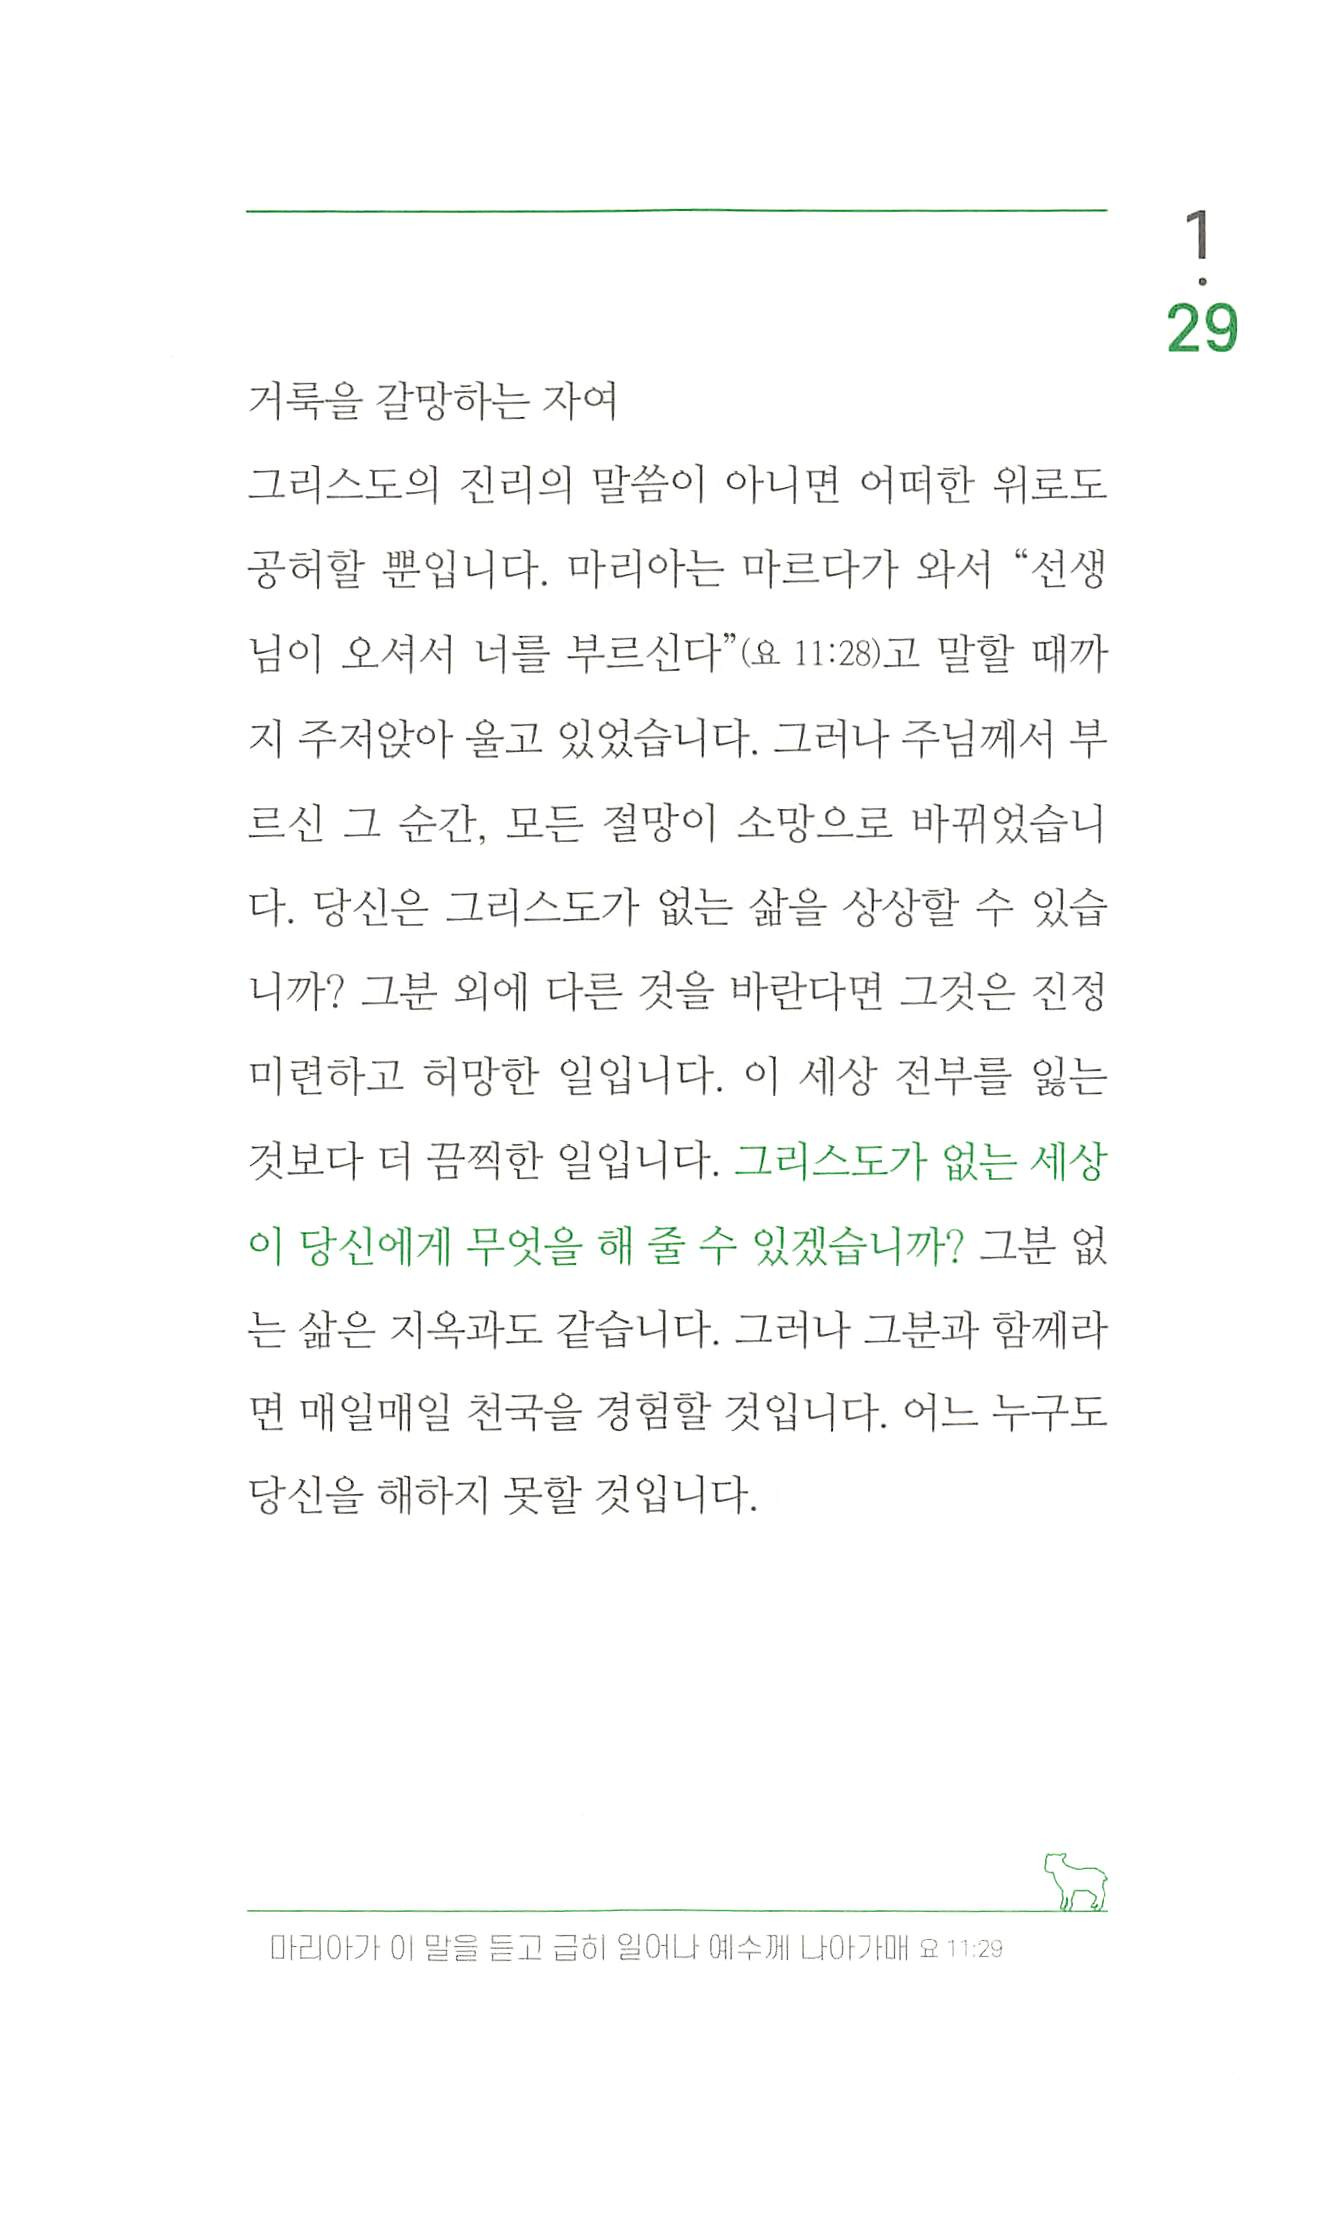 1
.
29
거룩을 갈망하는 자여
그리스도의 진리의 말씀이 아니면 어떠한 위로도
공허할 뿐입니다. 마리아는 마르다가 와서 “선생
님이 오셔서 너를 부르신다”(요 11:28)고 말할 때까
지 주저앉아 울고 있었습니다. 그러나 주님께서 부
르신 그 순간, 모든 절망이 소망으로 바뀌었습니
다. 당신은 그리스도가 없는 삶을 상상할 수 있습
니까? 그분 외에 다른 것을 바란다면 그것은 진정
미련하고 허망한 일입니다. 이 세상 전부를 잃는
것보다 더 끔찍한 일입니다. 그리스도가 없는 세상
이 당신에게 무엇을 해 줄 수 있겠습니까? 그분 없
는 삶은 지옥과도 같습니다. 그러나 그분과 함께라
면 매일매일 천국을 경험할 것입니다. 어느 누구도
당신을 해하지 못할 것입니다.
마리아가 이 말을 듣고 급히 일어나 예수께 나아가매 요 11:29